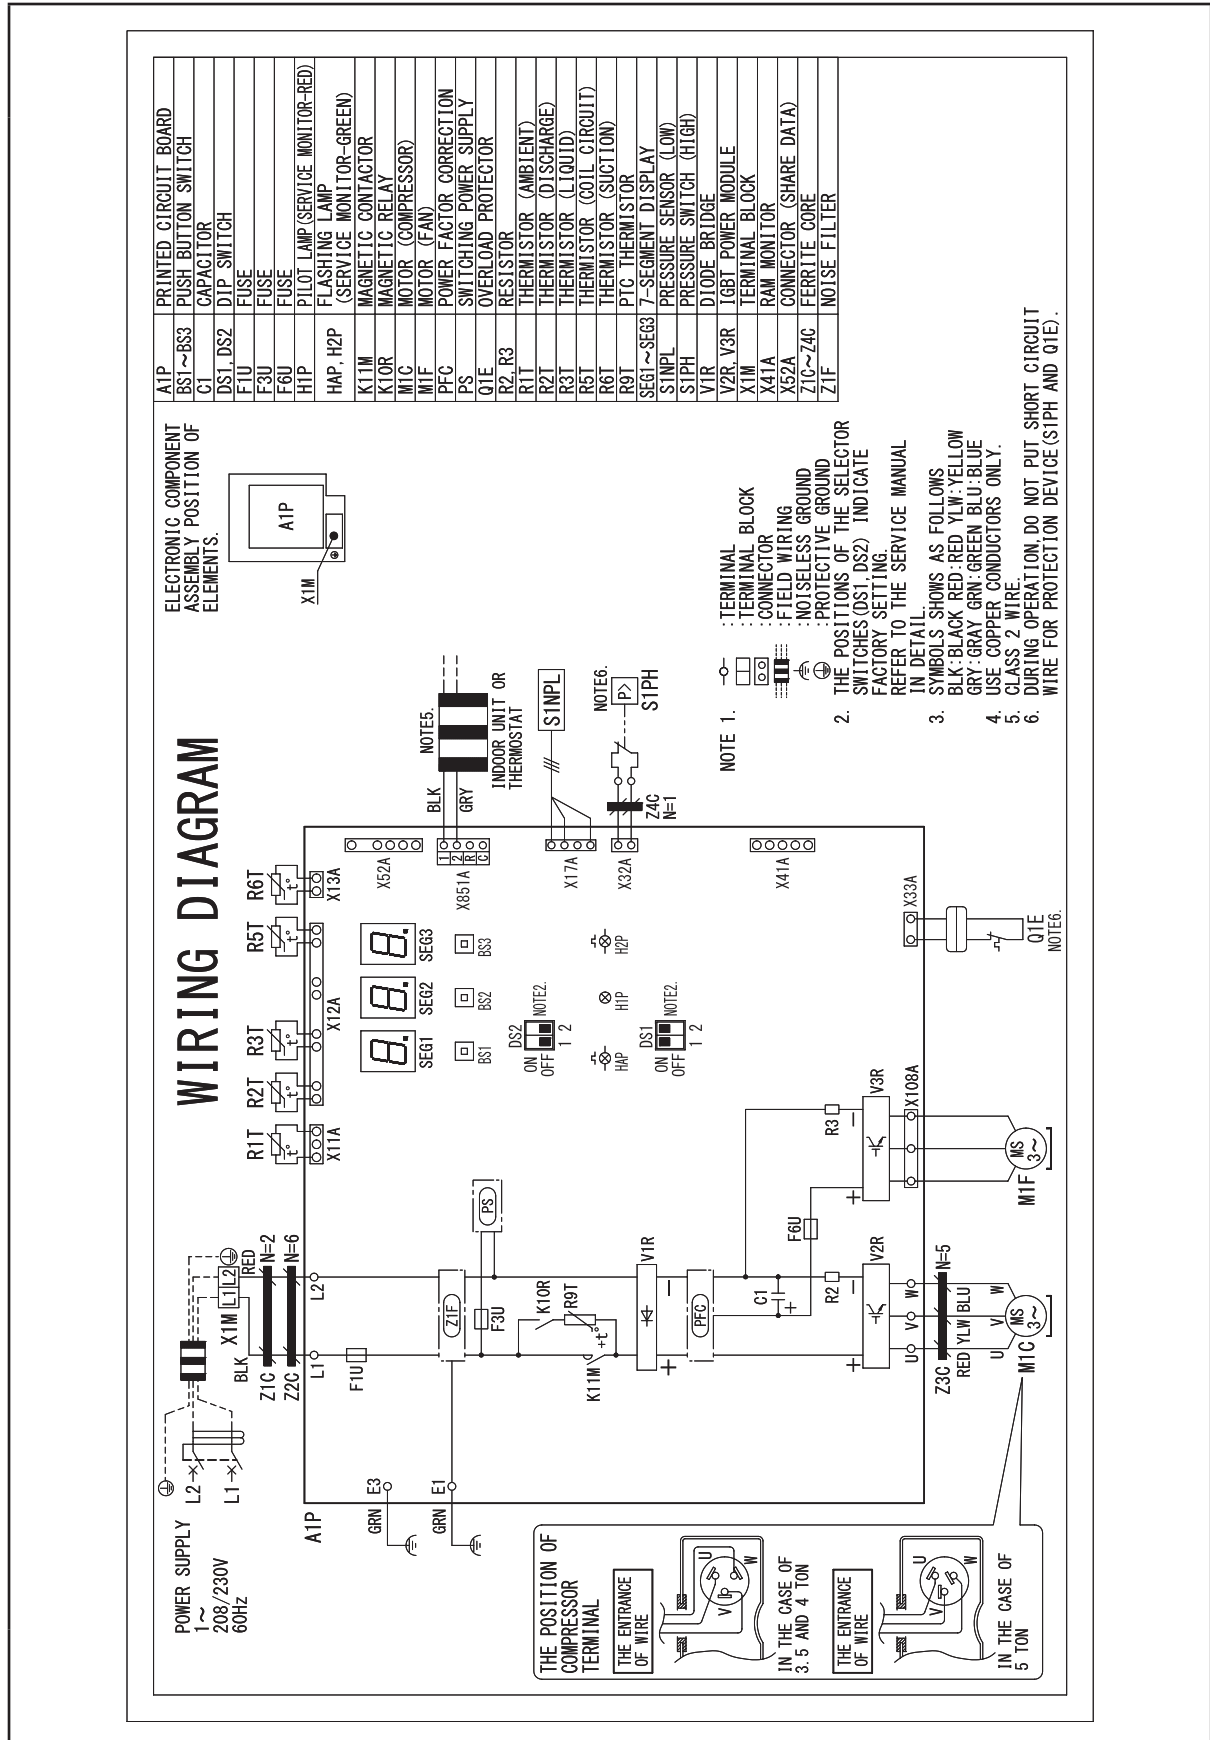 WIRING DIAGRAM
POWER SUPPLY
1~
208/230V
60Hz
L2
L1
X1M
L1 L2
BLK
RED
Z1C
N=2
Z2C
N=6
L1
L2
A1P
GRN
E3
GRN
E1
F1U
Z1F
F3U
PS
K10R
R9T
t°
K11M
V1R
+
−
PFC
C1
+
F6U
R2
R3
+
−
V2R
+
−
V3R
X108A
U V W
Z3C
N=5
RED YLW BLU
U V W
MS
3~
M1C
MS
3~
M1F
R1T
t°
X11A
R2T
t°
R3T
t°
X12A
R5T
t°
R6T
t°
X13A
SEG1
SEG2
SEG3
BS1
BS2
BS3
DS2
ON
OFF
1 2
NOTE2.
HAP
H1P
H2P
DS1
ON
OFF
1 2
NOTE2.
X52A
1
2
R
C
X851A
X17A
X32A
X41A
X33A
Q1E
NOTE6.
BLK
GRY
NOTE5.
INDOOR UNIT OR
THERMOSTAT
S1NPL
NOTE6.
P>
S1PH
Z4C
N=1
ELECTRONIC COMPONENT
ASSEMBLY POSITION OF
ELEMENTS.
A1P
X1M
THE POSITION OF
COMPRESSOR
TERMINAL
THE ENTRANCE
OF WIRE
U
V
W
IN THE CASE OF
3.5 AND 4 TON
THE ENTRANCE
OF WIRE
U
V
W
IN THE CASE OF
5 TON
NOTE 1.
:TERMINAL
:TERMINAL BLOCK
:CONNECTOR
:FIELD WIRING
:NOISELESS GROUND
:PROTECTIVE GROUND
2. THE POSITIONS OF THE SELECTOR
SWITCHES(DS1,DS2) INDICATE
FACTORY SETTING.
REFER TO THE SERVICE MANUAL
IN DETAIL.
3. SYMBOLS SHOWS AS FOLLOWS
BLK:BLACK RED:RED YLW:YELLOW
GRY:GRAY GRN:GREEN BLU:BLUE
4. USE COPPER CONDUCTORS ONLY.
5. CLASS 2 WIRE.
6. DURING OPERATION,DO NOT PUT SHORT CIRCUIT
WIRE FOR PROTECTION DEVICE(S1PH AND Q1E).
A1P PRINTED CIRCUIT BOARD
BS1~BS3 PUSH BUTTON SWITCH
C1 CAPACITOR
DS1,DS2 DIP SWITCH
F1U FUSE
F3U FUSE
F6U FUSE
H1P PILOT LAMP(SERVICE MONITOR-RED)
HAP,H2P FLASHING LAMP
(SERVICE MONITOR-GREEN)
K11M MAGNETIC CONTACTOR
K10R MAGNETIC RELAY
M1C MOTOR (COMPRESSOR)
M1F MOTOR (FAN)
PFC POWER FACTOR CORRECTION
PS SWITCHING POWER SUPPLY
Q1E OVERLOAD PROTECTOR
R2,R3 RESISTOR
R1T THERMISTOR (AMBIENT)
R2T THERMISTOR (DISCHARGE)
R3T THERMISTOR (LIQUID)
R5T THERMISTOR (COIL CIRCUIT)
R6T THERMISTOR (SUCTION)
R9T PTC THERMISTOR
SEG1~SEG3 7-SEGMENT DISPLAY
S1NPL PRESSURE SENSOR (LOW)
S1PH PRESSURE SWITCH (HIGH)
V1R DIODE BRIDGE
V2R,V3R IGBT POWER MODULE
X1M TERMINAL BLOCK
X41A RAM MONITOR
X52A CONNECTOR (SHARE DATA)
Z1C~Z4C FERRITE CORE
Z1F NOISE FILTER